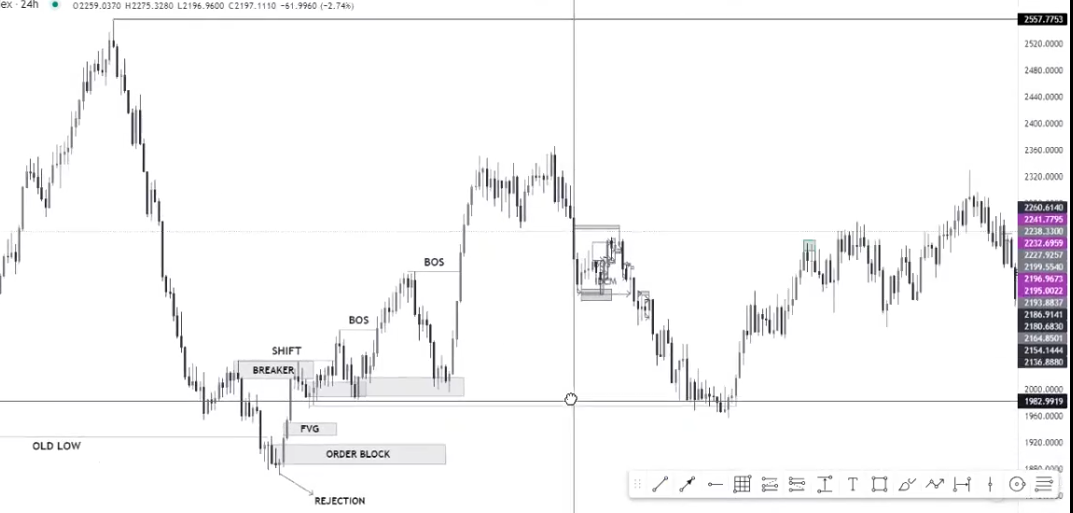 ex · 24h O2259.0370 H2275.3280 L2196.9600 C2197.1110 −61.9960 (−2.74%)
2557.7753
2520.0000
2480.0000
2440.0000
2400.0000
2360.0000
2320.0000
2260.6140
2241.7795
2238.3300
2232.6959
2227.9257
2199.5540
2196.9673
2195.0022
2193.8837
2186.9141
2180.6830
2164.8501
2154.1444
2136.8880
2000.0000
1982.9919
1960.0000
1920.0000
BOS
BOS
SHIFT
BREAKER
FVG
OLD LOW
ORDER BLOCK
REJECTION
T